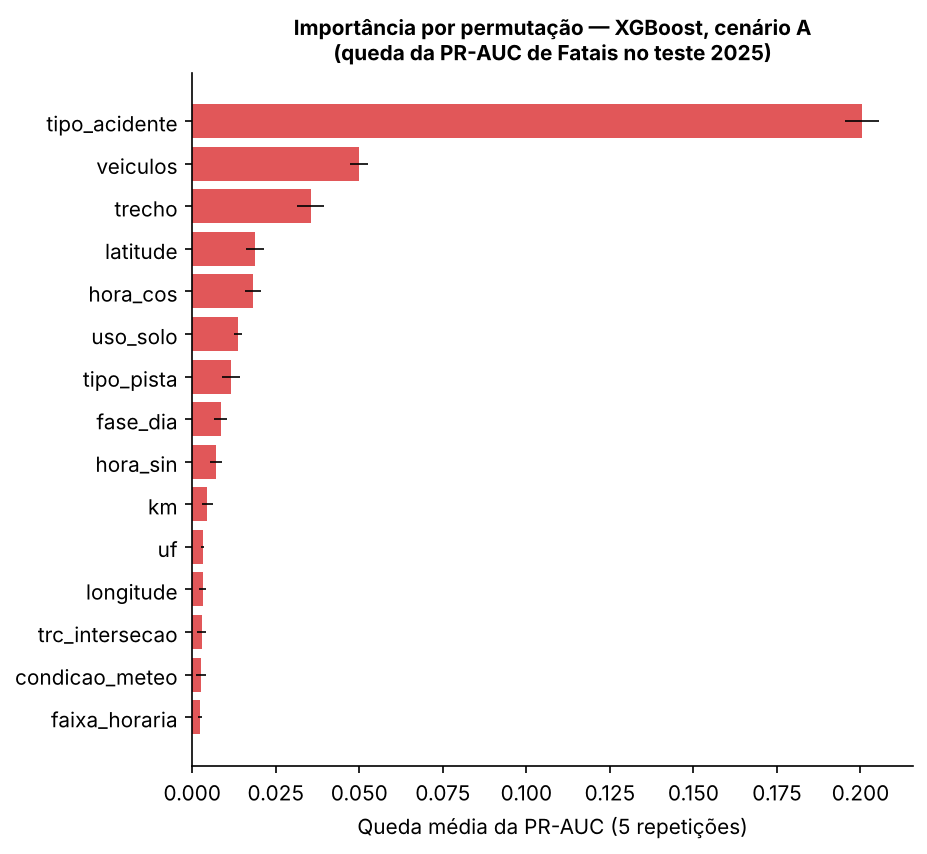 Importância por permutação — XGBoost, cenário A
(queda da PR-AUC de Fatais no teste 2025)
tipo_acidente
veiculos
trecho
latitude
hora_cos
uso_solo
tipo_pista
fase_dia
hora_sin
km
uf
longitude
trc_intersecao
condicao_meteo
faixa_horaria
0.000 0.025 0.050 0.075 0.100 0.125 0.150 0.175 0.200
Queda média da PR-AUC (5 repetições)